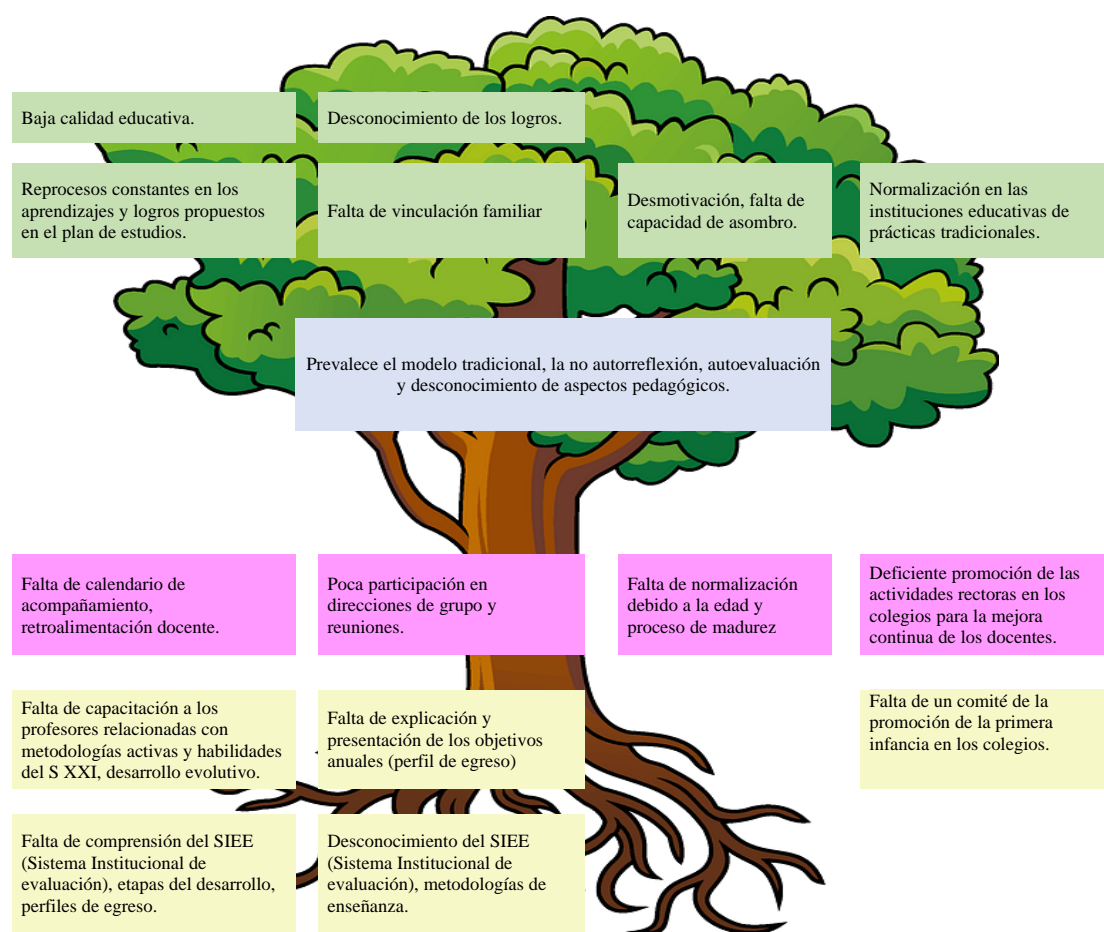 Baja calidad educativa.
Desconocimiento de los logros.
Reprocesos constantes en los
aprendizajes y logros propuestos
en el plan de estudios.
Falta de vinculación familiar
Desmotivación, falta de
capacidad de asombro.
Normalización en las
instituciones educativas de
prácticas tradicionales.
Prevalece el modelo tradicional, la no autorreflexión, autoevaluación
y desconocimiento de aspectos pedagógicos.
Falta de calendario de
acompañamiento,
retroalimentación docente.
Poca participación en
direcciones de grupo y
reuniones.
Falta de normalización
debido a la edad y
proceso de madurez
Deficiente promoción de las
actividades rectoras en los
colegios para la mejora
continua de los docentes.
Falta de capacitación a los
profesores relacionadas con
metodologías activas y habilidades
del S XXI, desarrollo evolutivo.
Falta de explicación y
presentación de los objetivos
anuales (perfil de egreso)
Falta de un comité de la
promoción de la primera
infancia en los colegios.
Falta de comprensión del SIEE
(Sistema Institucional de
evaluación), etapas del desarrollo,
perfiles de egreso.
Desconocimiento del SIEE
(Sistema Institucional de
evaluación), metodologías de
enseñanza.